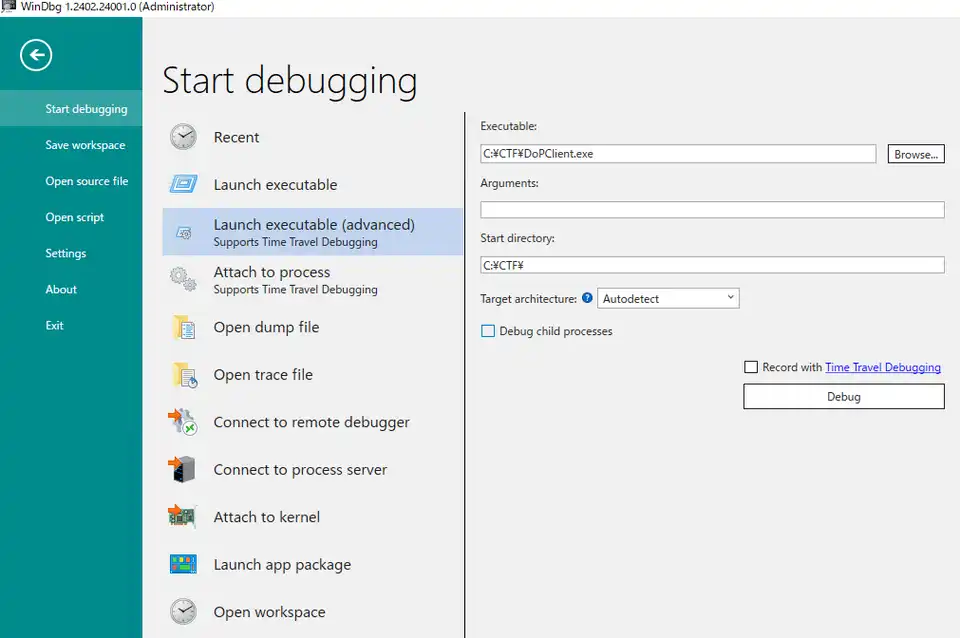 WinDbg 1.2402.24001.0 (Administrator)
Start debugging
Save workspace
Open source file
Open script
Settings
About
Exit
Start debugging
Recent
Launch executable
Launch executable (advanced)
Supports Time Travel Debugging
Attach to process
Supports Time Travel Debugging
Open dump file
Open trace file
Connect to remote debugger
Connect to process server
Attach to kernel
Launch app package
Open workspace
Executable:
C:¥CTF¥DoPClient.exe
Browse...
Arguments:
Start directory:
C:¥CTF¥
Target architecture: ? Autodetect
Debug child processes
Record with Time Travel Debugging
Debug